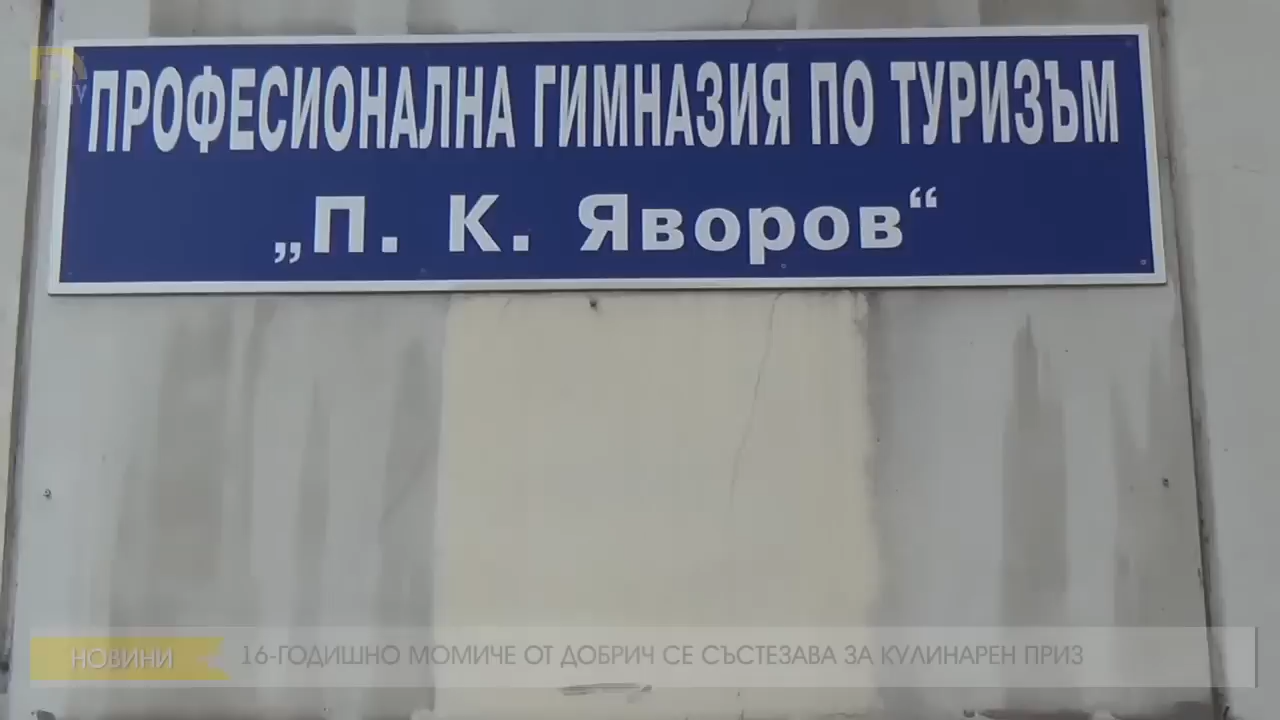 ПРОФЕСИОНАЛНА ГИМНАЗИЯ ПО ТУРИЗЪМ
„П. К. Яворов“
НОВИНИ
16-ГОДИШНО МОМИЧЕ ОТ ДОБРИЧ СЕ СЪСТЕЗАВА ЗА КУЛИНАРЕН ПРИЗ